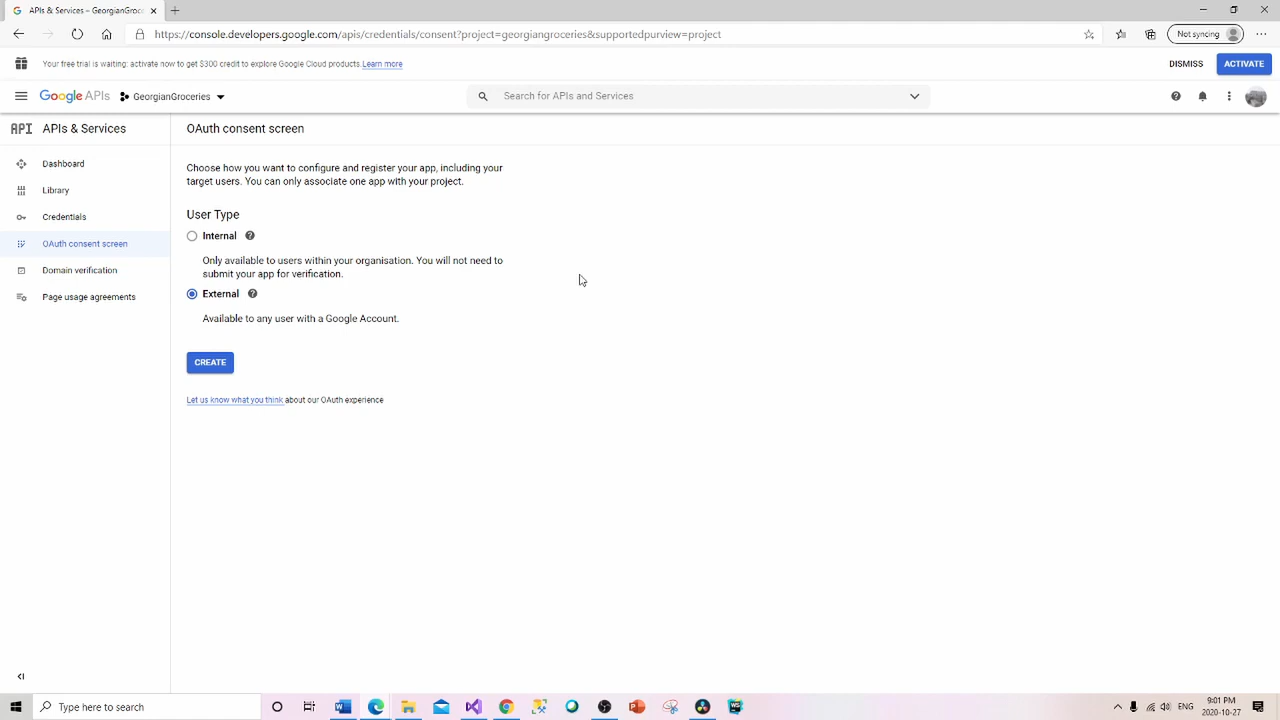 APIs & Services – GeorgianGroce
https://console.developers.google.com/apis/credentials/consent?project=georgiangroceries&supportedpurview=project
Not syncing
Your free trial is waiting: activate now to get $300 credit to explore Google Cloud products. Learn more
DISMISS
ACTIVATE
Google APIs
GeorgianGroceries
Search for APIs and Services
API APIs & Services
OAuth consent screen
Dashboard
Library
Credentials
OAuth consent screen
Domain verification
Page usage agreements
Choose how you want to configure and register your app, including your
target users. You can only associate one app with your project.
User Type
Internal
Only available to users within your organisation. You will not need to
submit your app for verification.
External
Available to any user with a Google Account.
CREATE
Let us know what you think about our OAuth experience
Type here to search
ENG
9:01 PM
2020-10-27